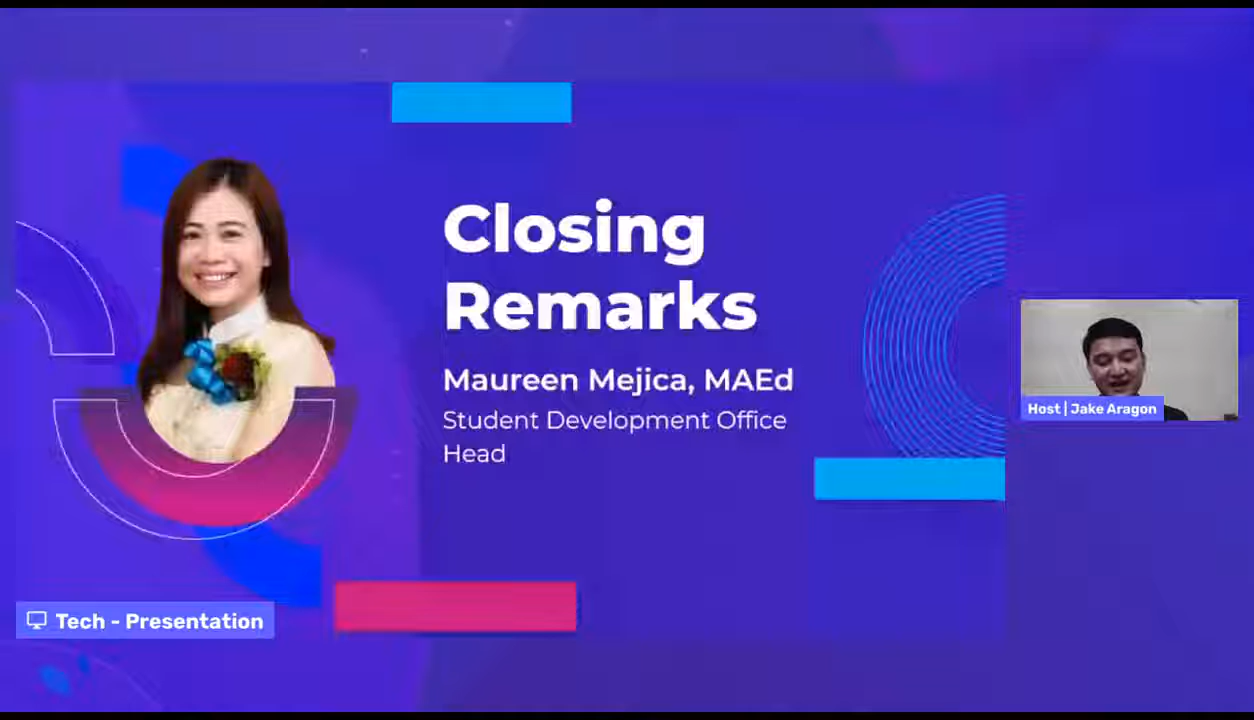 Closing
Remarks
Maureen Mejica, MAEd
Student Development Office
Head
Host | Jake Aragon
Tech - Presentation